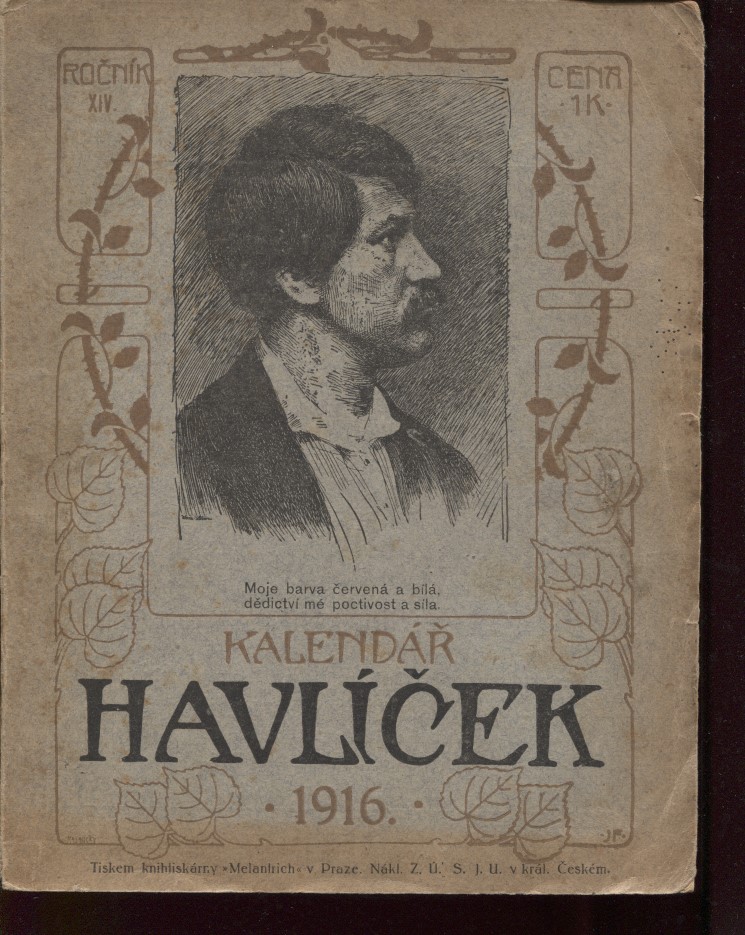 ROČNÍK
XIV.
CENA
·1K·
Moje barva červená a bílá,
dědictví mé poctivost a síla.
KALENDÁŘ
HAVLÍČEK
· 1916. ·
·JF·
Tiskem knihtiskárny »Melantrich« v Praze. Nákl. Z. Ú. S. J. U. v král. Českém.